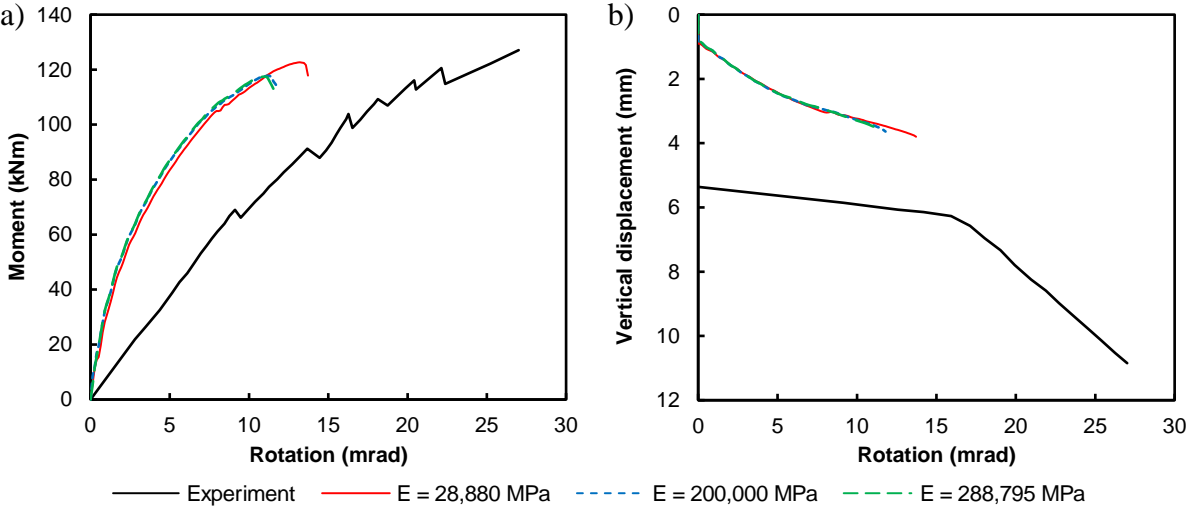 a)
140
120
100
80
60
40
20
0
Moment (kNm)
0 5 10 15 20 25 30
Rotation (mrad)
b)
0
2
4
6
8
10
12
Vertical displacement (mm)
0 5 10 15 20 25 30
Rotation (mrad)
Experiment E = 28,880 MPa E = 200,000 MPa E = 288,795 MPa